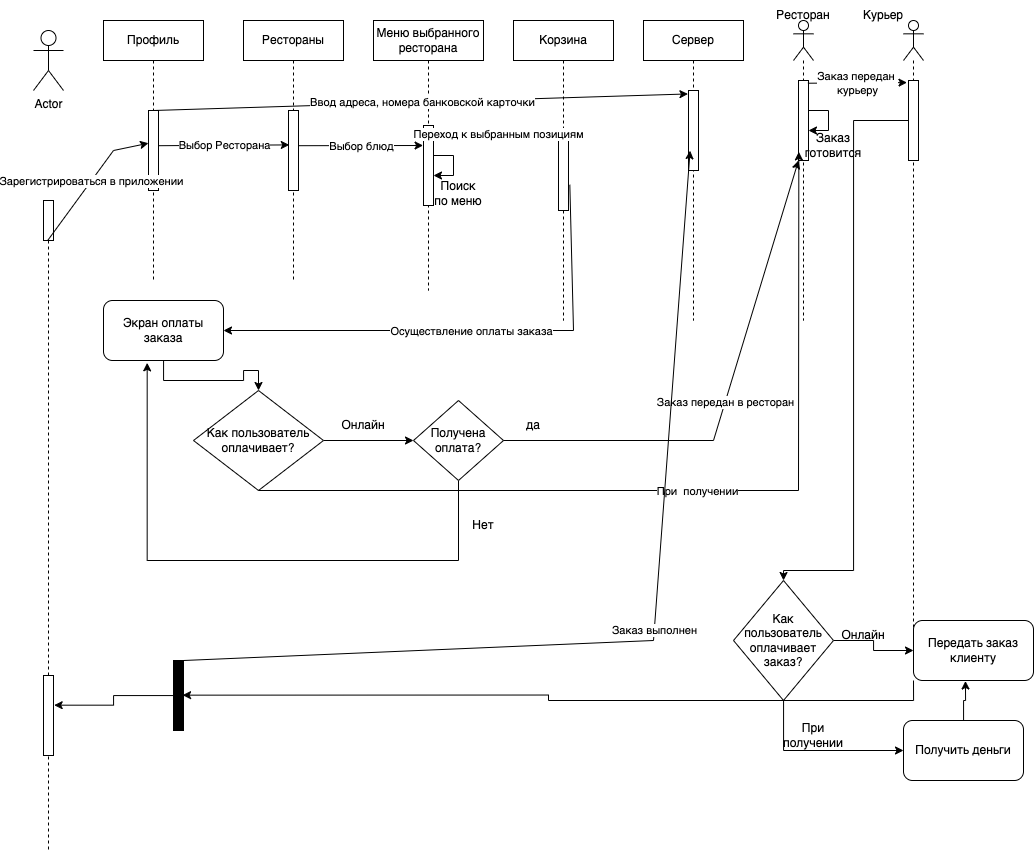 Ресторан
Курьер
Профиль
Рестораны
Меню выбранного
ресторана
Корзина
Сервер
Actor
Заказ передан
курьеру
Ввод адреса, номера банковской карточки
Переход к выбранным позициям
Выбор Ресторана
Выбор блюд
Заказ
готовится
Зарегистрироваться в приложении
Поиск
по меню
Экран оплаты
заказа
Осуществление оплаты заказа
Заказ передан в ресторан
Как пользователь
оплачивает?
Онлайн
Получена
оплата?
да
При получении
Нет
Заказ выполнен
Как
пользователь
оплачивает
заказ?
Онлайн
Передать заказ
клиенту
При
получении
Получить деньги